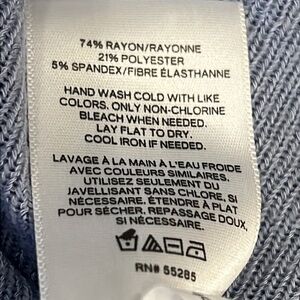 74% RAYON/RAYONNE
21% POLYESTER
5% SPANDEX/FIBRE ÉLASTHANNE
HAND WASH COLD WITH LIKE
COLORS. ONLY NON-CHLORINE
BLEACH WHEN NEEDED.
LAY FLAT TO DRY.
COOL IRON IF NEEDED.
LAVAGE À LA MAIN À L'EAU FROIDE
AVEC COULEURS SIMILAIRES.
UTILISEZ SEULEMENT DU
JAVELLISANT SANS CHLORE, SI
NÉCESSAIRE. ÉTENDRE À PLAT
POUR SÉCHER. REPASSAGE DOUX,
SI NÉCESSAIRE.
RN# 55285